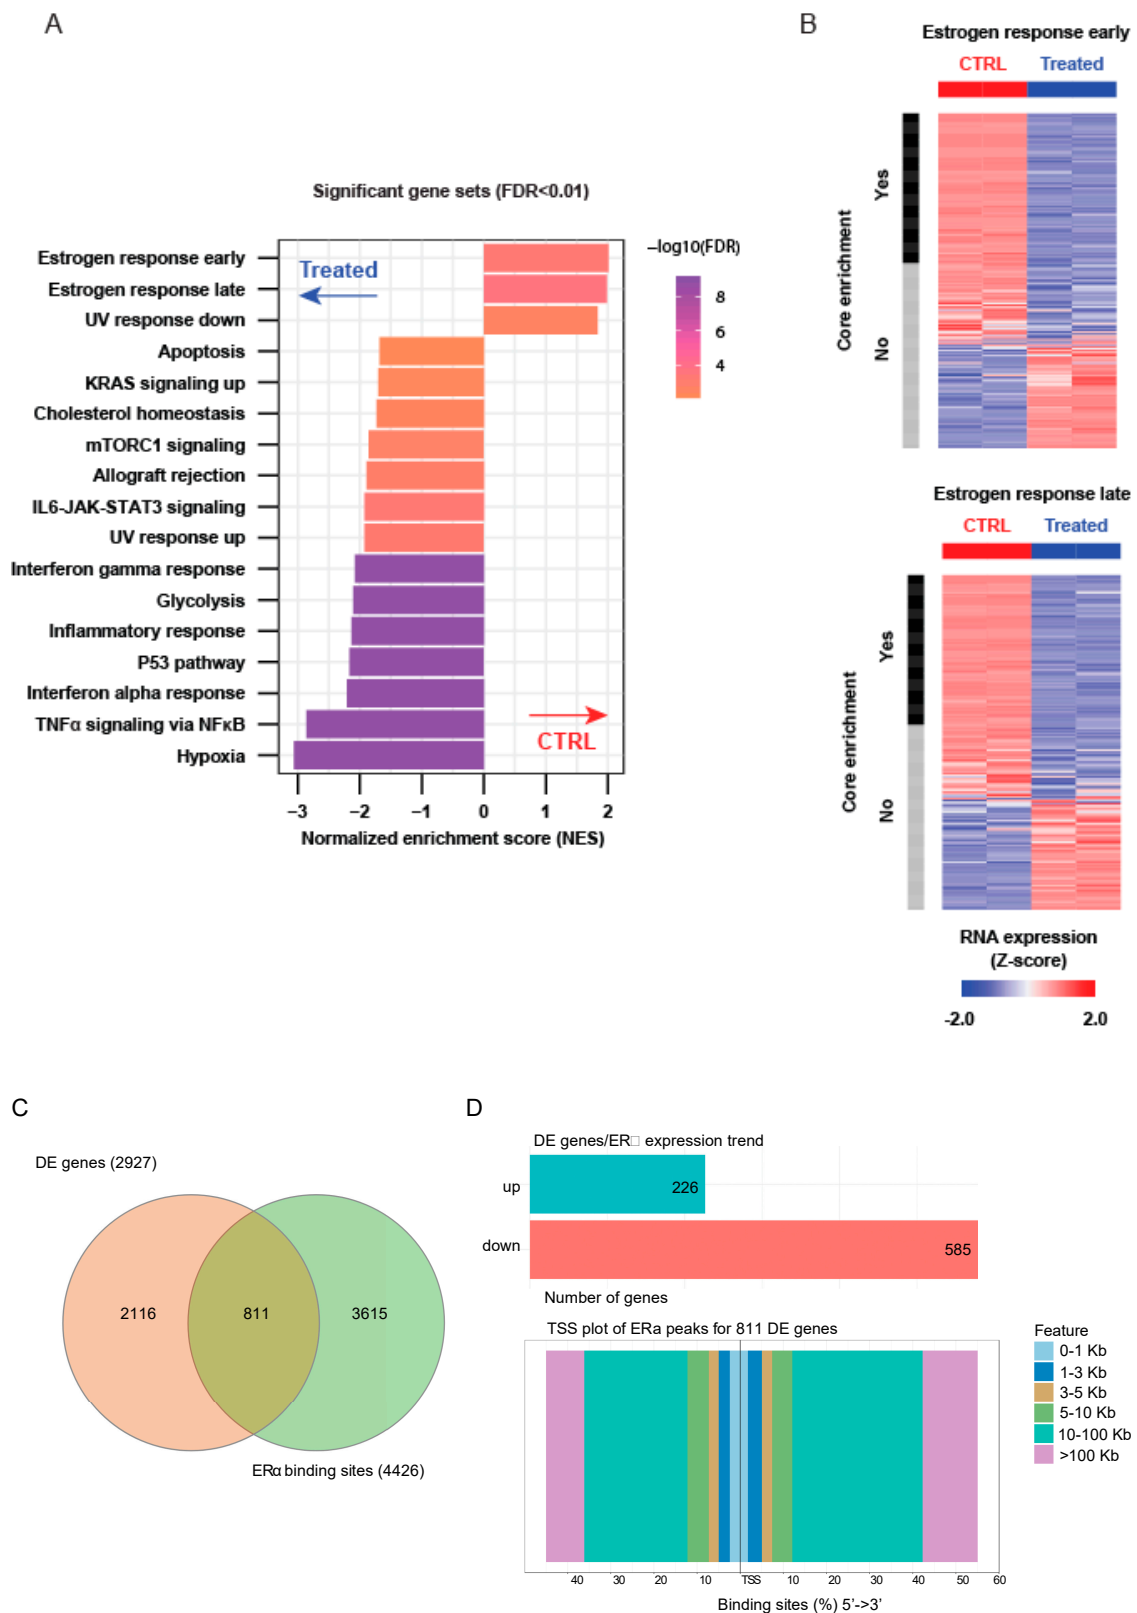 A
Significant gene sets (FDR<0.01)
Estrogen response early
Estrogen response late
UV response down
Apoptosis
KRAS signaling up
Cholesterol homeostasis
mTORC1 signaling
Allograft rejection
IL6-JAK-STAT3 signaling
UV response up
Interferon gamma response
Glycolysis
Inflammatory response
P53 pathway
Interferon alpha response
TNFα signaling via NFκB
Hypoxia
Treated
CTRL
−3 −2 −1 0 1 2
Normalized enrichment score (NES)
−log10(FDR)
8
6
4
B
Estrogen response early
CTRL Treated
Core enrichment
Yes
No
Estrogen response late
CTRL Treated
Core enrichment
Yes
No
RNA expression
(Z-score)
-2.0 2.0
C
DE genes (2927)
2116 811 3615
ERα binding sites (4426)
D
DE genes/ER□ expression trend
up 226
down 585
Number of genes
TSS plot of ERa peaks for 811 DE genes
Feature
0-1 Kb
1-3 Kb
3-5 Kb
5-10 Kb
10-100 Kb
>100 Kb
40 30 20 10 TSS 10 20 30 40 50 60
Binding sites (%) 5'->3'